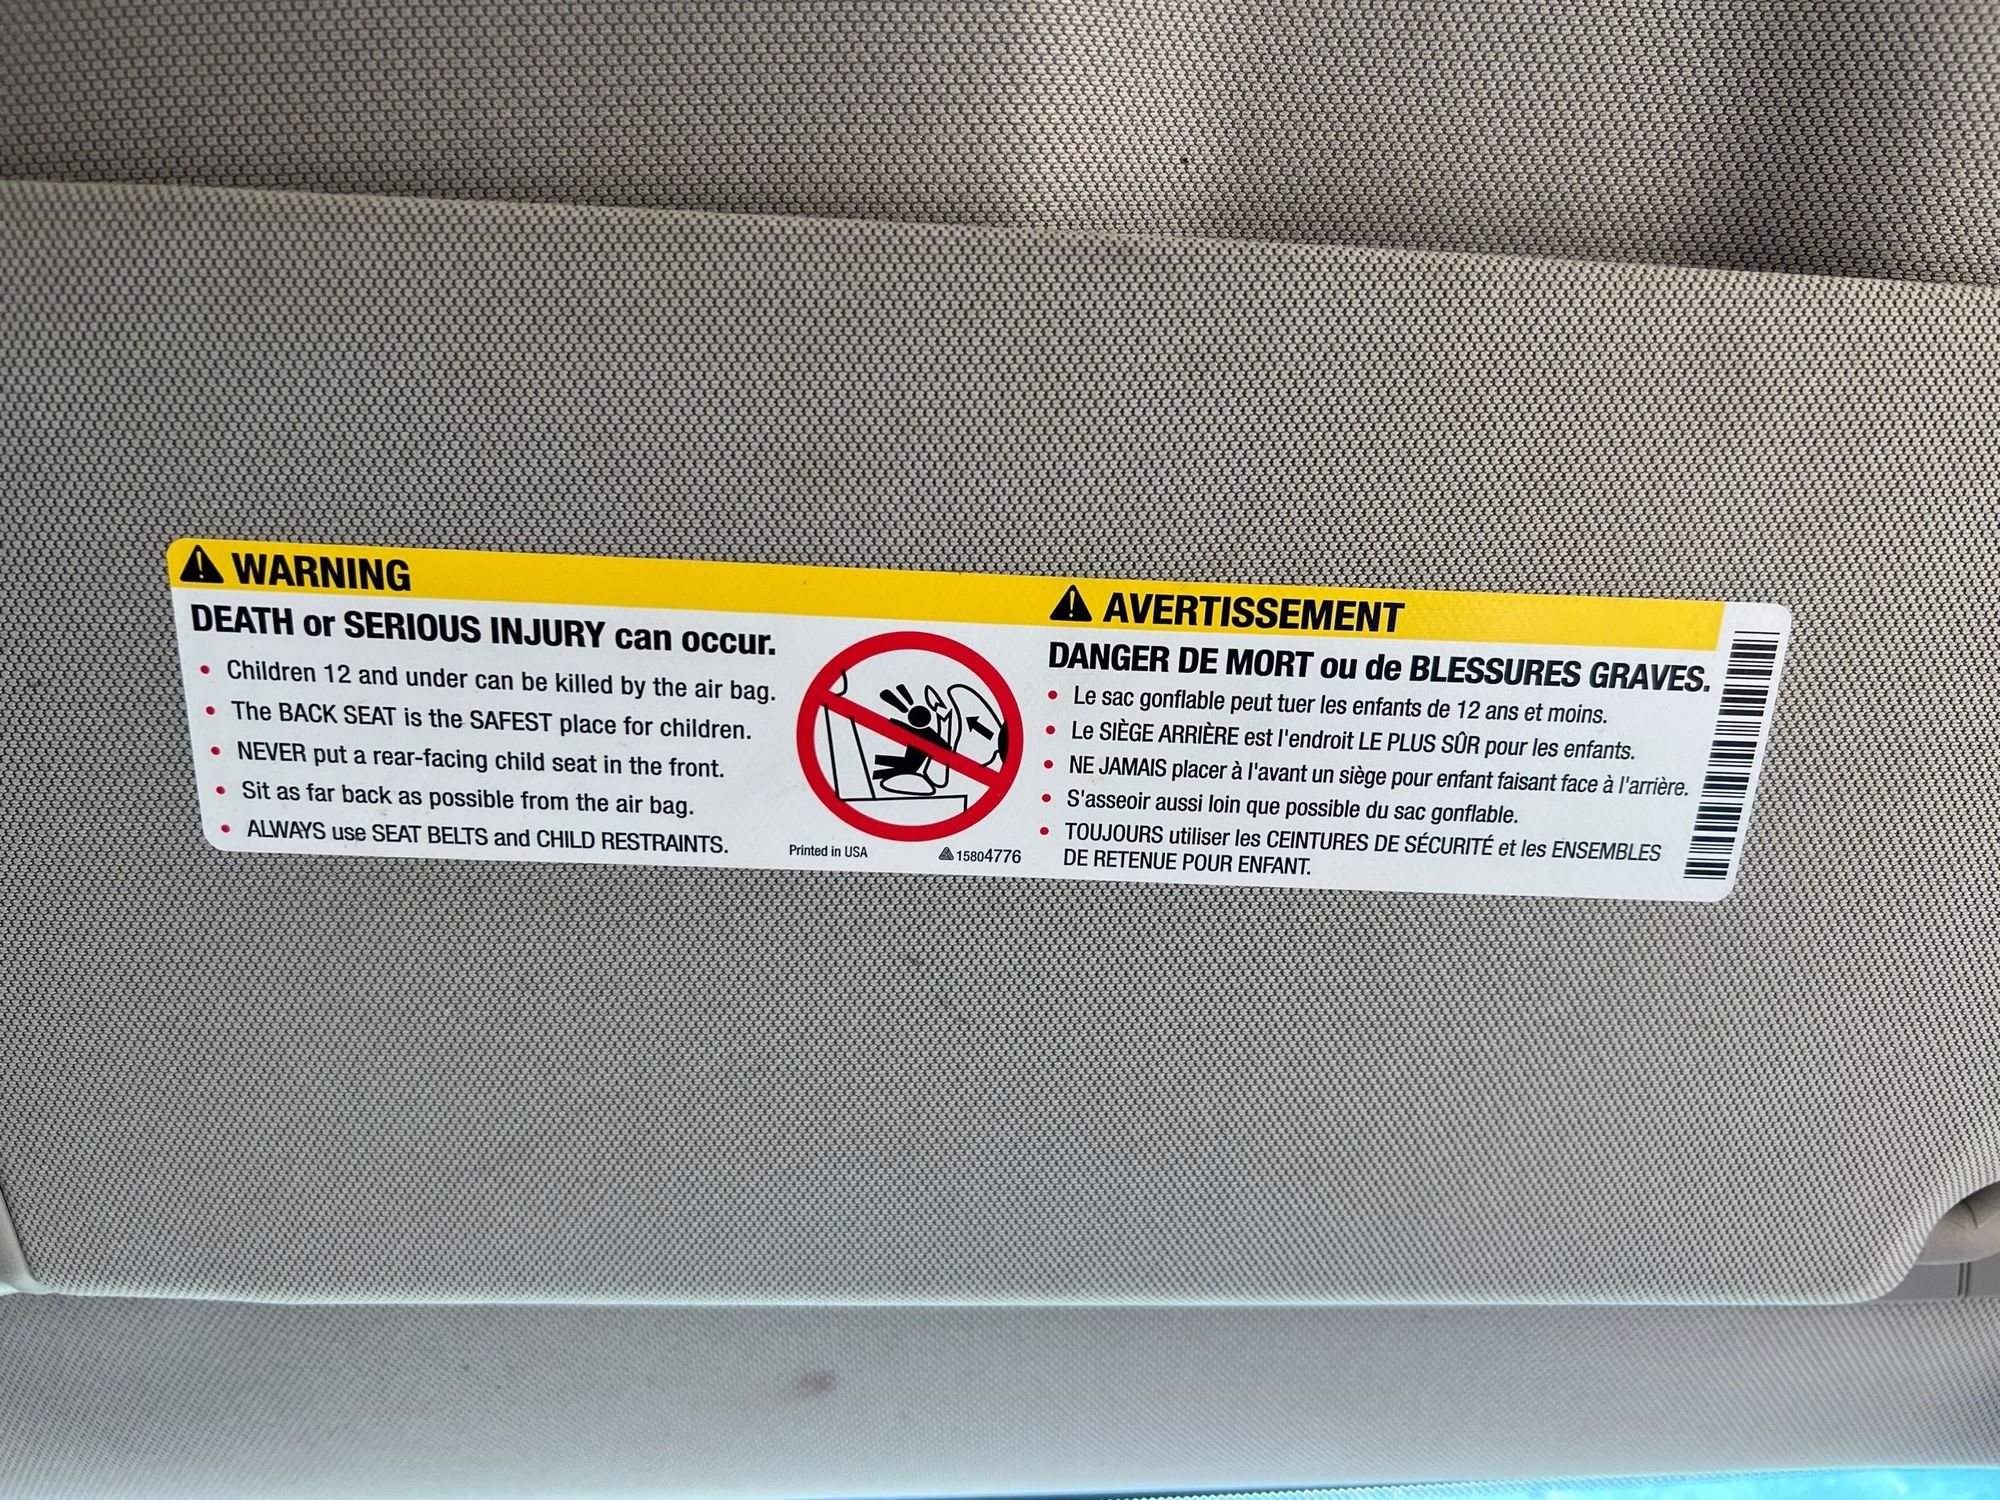 WARNING
DEATH or SERIOUS INJURY can occur.
• Children 12 and under can be killed by the air bag.
• The BACK SEAT is the SAFEST place for children.
• NEVER put a rear-facing child seat in the front.
• Sit as far back as possible from the air bag.
• ALWAYS use SEAT BELTS and CHILD RESTRAINTS.
Printed in USA
15804776
AVERTISSEMENT
DANGER DE MORT ou de BLESSURES GRAVES.
• Le sac gonflable peut tuer les enfants de 12 ans et moins.
• Le SIÈGE ARRIÈRE est l'endroit LE PLUS SÛR pour les enfants.
• NE JAMAIS placer à l'avant un siège pour enfant faisant face à l'arrière.
• S'asseoir aussi loin que possible du sac gonflable.
• TOUJOURS utiliser les CEINTURES DE SÉCURITÉ et les ENSEMBLES
DE RETENUE POUR ENFANT.